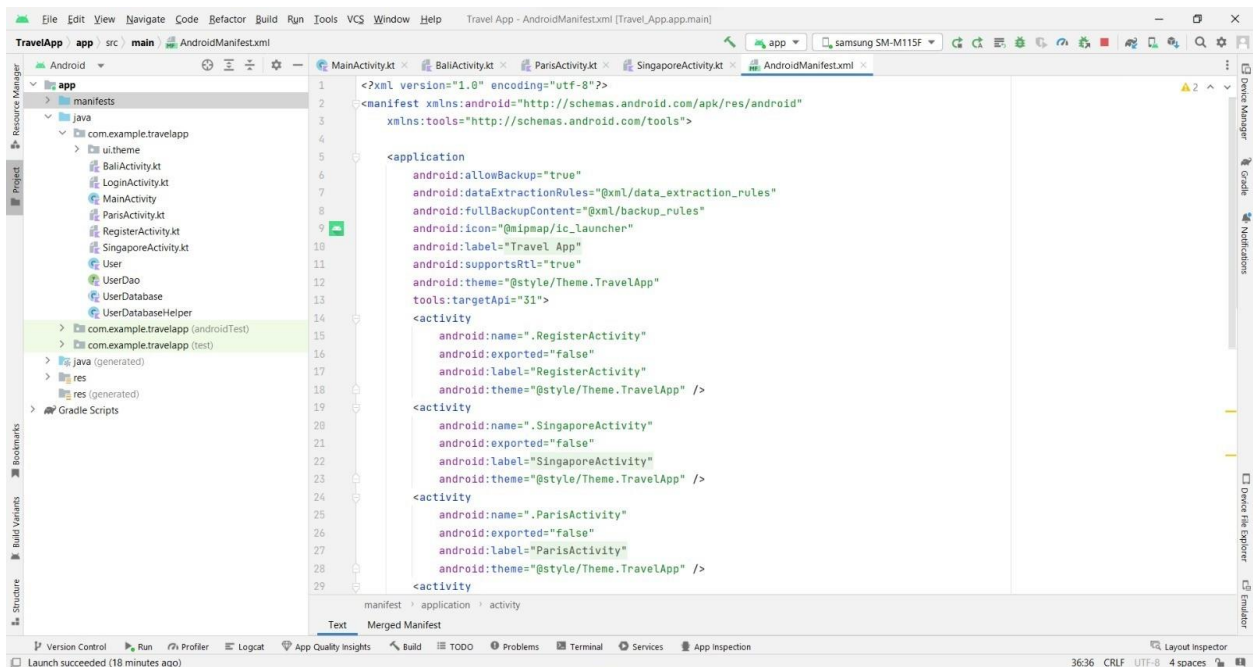 File Edit View Navigate Code Refactor Build Run Tools VCS Window Help Travel App - AndroidManifest.xml [Travel_App.app.main]
TravelApp app src main AndroidManifest.xml app samsung SM-M115F
Android
MainActivity.kt BaliActivity.kt ParisActivity.kt SingaporeActivity.kt AndroidManifest.xml
Resource Manager
Project
Bookmarks
Build Variants
Structure
app
manifests
java
com.example.travelapp
ui.theme
BaliActivity.kt
LoginActivity.kt
MainActivity
ParisActivity.kt
RegisterActivity.kt
SingaporeActivity.kt
User
UserDao
UserDatabase
UserDatabaseHelper
com.example.travelapp (androidTest)
com.example.travelapp (test)
java (generated)
res
res (generated)
Gradle Scripts
1 <?xml version="1.0" encoding="utf-8"?>
2 <manifest xmlns:android="http://schemas.android.com/apk/res/android"
3 xmlns:tools="http://schemas.android.com/tools">
4
5 <application
6 android:allowBackup="true"
7 android:dataExtractionRules="@xml/data_extraction_rules"
8 android:fullBackupContent="@xml/backup_rules"
9 android:icon="@mipmap/ic_launcher"
10 android:label="Travel App"
11 android:supportsRtl="true"
12 android:theme="@style/Theme.TravelApp"
13 tools:targetApi="31">
14 <activity
15 android:name=".RegisterActivity"
16 android:exported="false"
17 android:label="RegisterActivity"
18 android:theme="@style/Theme.TravelApp" />
19 <activity
20 android:name=".SingaporeActivity"
21 android:exported="false"
22 android:label="SingaporeActivity"
23 android:theme="@style/Theme.TravelApp" />
24 <activity
25 android:name=".ParisActivity"
26 android:exported="false"
27 android:label="ParisActivity"
28 android:theme="@style/Theme.TravelApp" />
29 <activity
2
Device Manager
Gradle
Notifications
Device File Explorer
Emulator
manifest application activity
Text Merged Manifest
Version Control Run Profiler Logcat App Quality Insights Build TODO Problems Terminal Services App Inspection Layout Inspector
Launch succeeded (18 minutes ago) 36:36 CRLF UTF-8 4 spaces